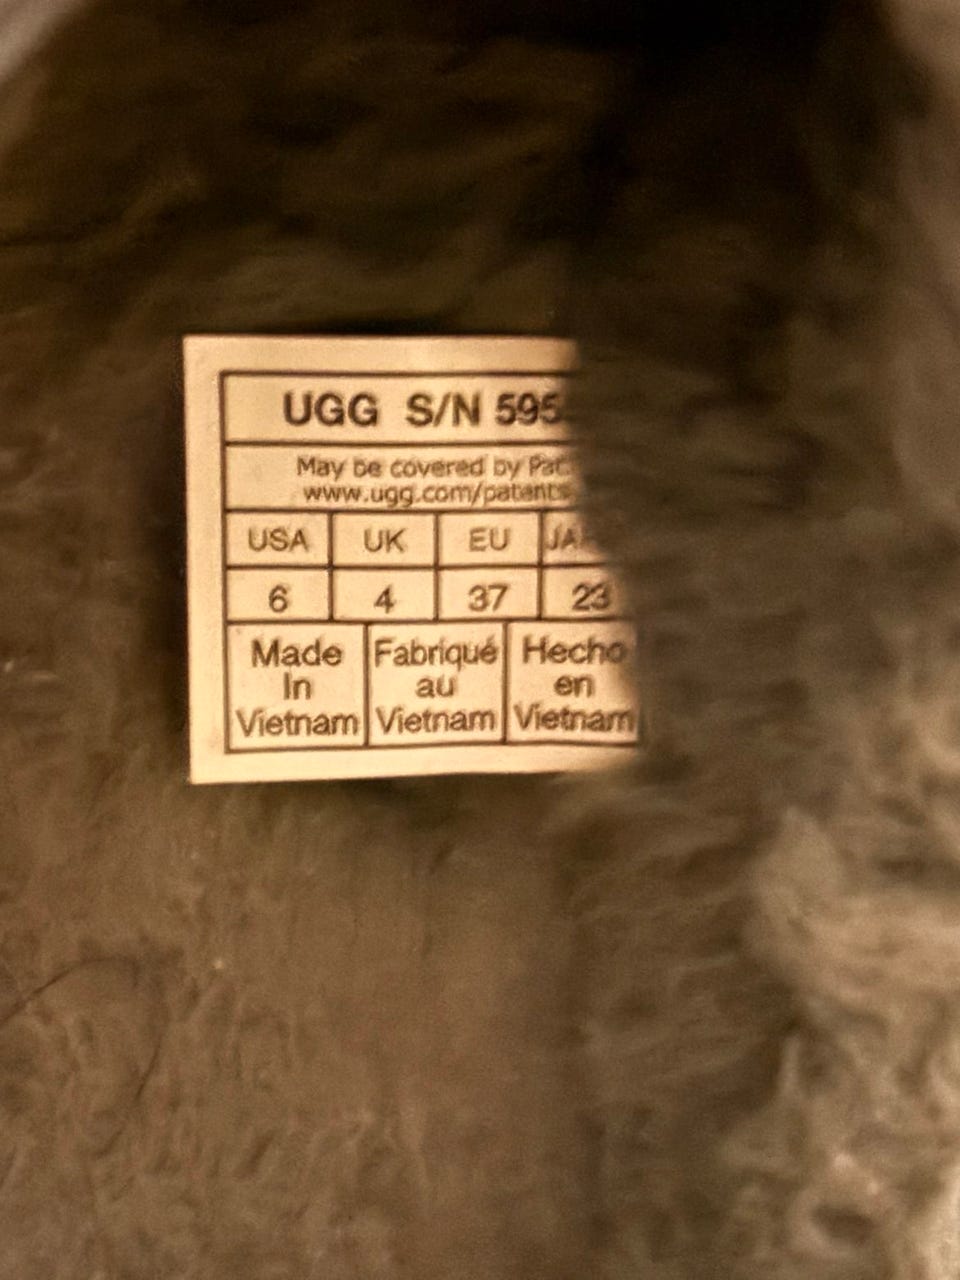 UGG S/N 595
May be covered by Pat.
www.ugg.com/patents
USA UK EU
6 4 37 23
Made Fabriqué Hecho
In au en
Vietnam Vietnam Vietnam